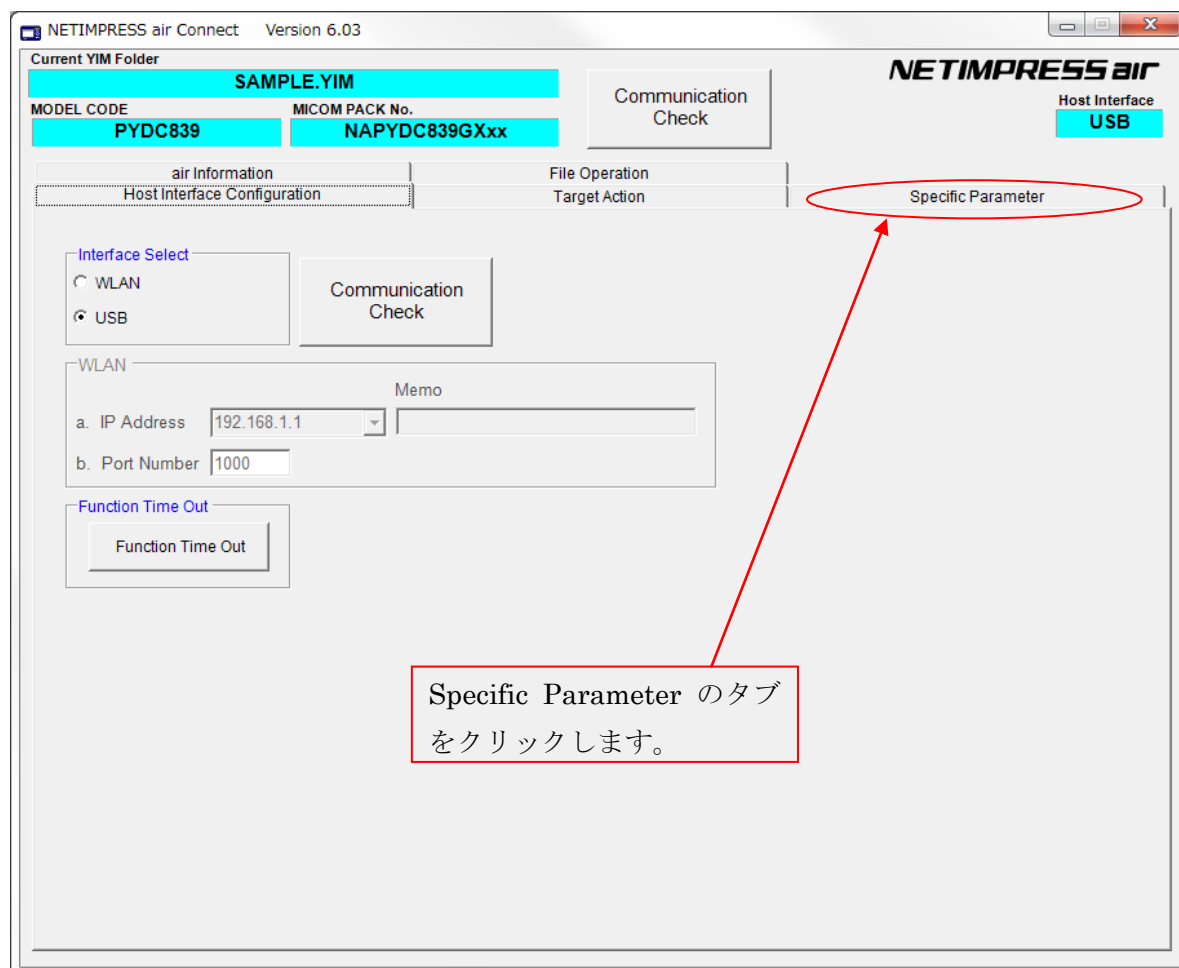 NETIMPRESS air Connect Version 6.03
Current YIM Folder
SAMPLE.YIM
MODEL CODE
MICOM PACK No.
PYDC839
NAPYDC839GXxx
Communication
Check
NETIMPRESS air
Host Interface
USB
air Information
File Operation
Host Interface Configuration
Target Action
Specific Parameter
Interface Select
WLAN
USB
Communication
Check
WLAN
Memo
a. IP Address 192.168.1.1
b. Port Number 1000
Function Time Out
Function Time Out
Specific Parameter のタブ
をクリックします。